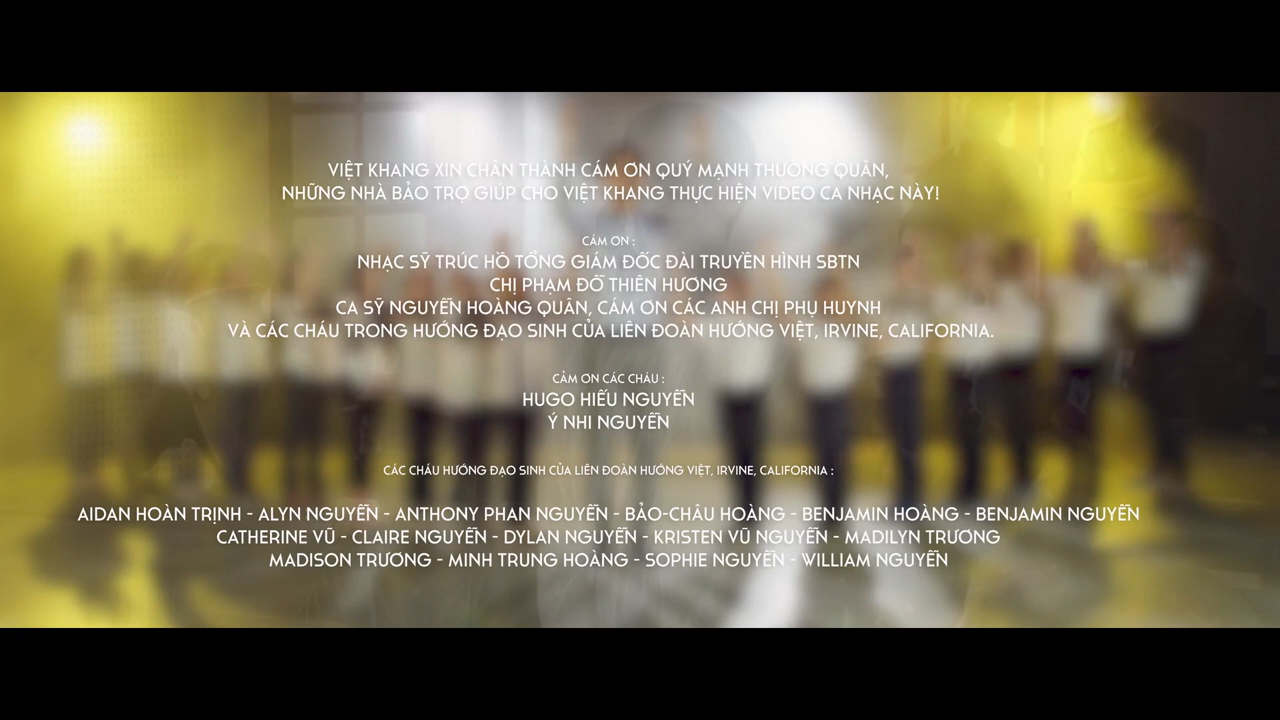 VIỆT KHANG XIN CHÂN THÀNH CÁM ƠN QUÝ MẠNH THƯỜNG QUÂN,
NHỮNG NHÀ BẢO TRỢ GIÚP CHO VIỆT KHANG THỰC HIỆN VIDEO CA NHẠC NÀY!
CÁM ƠN :
NHẠC SỸ TRÚC HỒ TỔNG GIÁM ĐỐC ĐÀI TRUYỀN HÌNH SBTN
CHỊ PHẠM ĐỖ THIÊN HƯƠNG
CA SỸ NGUYỄN HOÀNG QUÂN, CÁM ƠN CÁC ANH CHỊ PHỤ HUYNH
VÀ CÁC CHÁU TRONG HƯỚNG ĐẠO SINH CỦA LIÊN ĐOÀN HƯỚNG VIỆT, IRVINE, CALIFORNIA.
CẢM ƠN CÁC CHÁU :
HUGO HIẾU NGUYỄN
Ý NHI NGUYỄN
CÁC CHÁU HƯỚNG ĐẠO SINH CỦA LIÊN ĐOÀN HƯỚNG VIỆT, IRVINE, CALIFORNIA :
AIDAN HOÀN TRỊNH - ALYN NGUYỄN - ANTHONY PHAN NGUYỄN - BẢO-CHÂU HOÀNG - BENJAMIN HOÀNG - BENJAMIN NGUYỄN
CATHERINE VŨ - CLAIRE NGUYỄN - DYLAN NGUYỄN - KRISTEN VŨ NGUYỄN - MADILYN TRƯƠNG
MADISON TRƯƠNG - MINH TRUNG HOÀNG - SOPHIE NGUYỄN - WILLIAM NGUYỄN